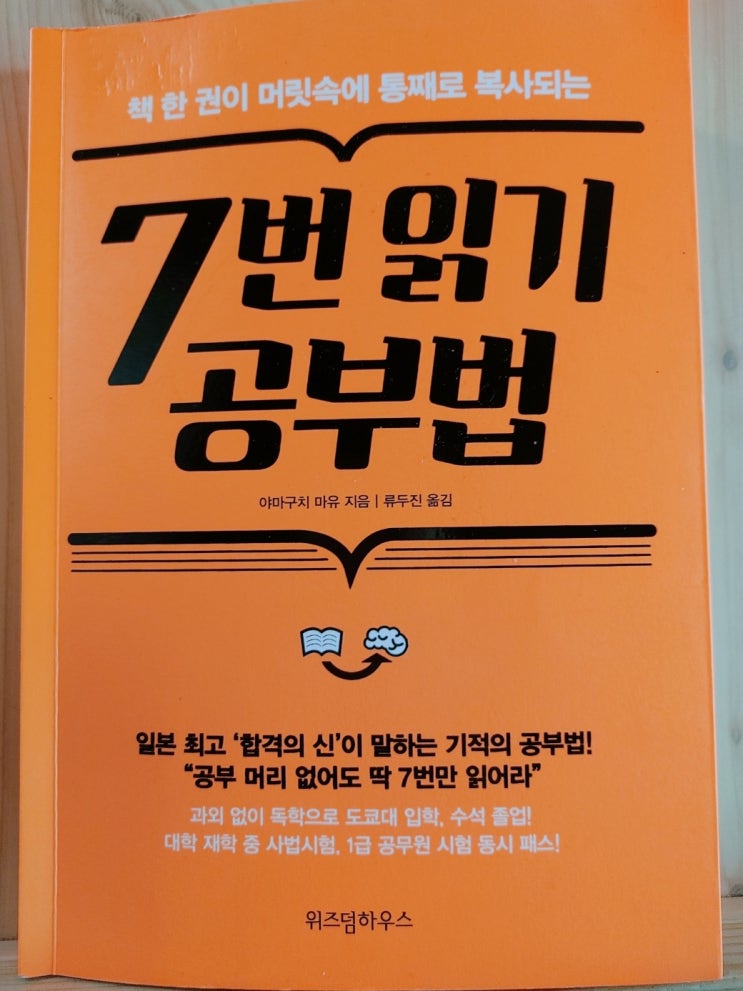 책 한 권이 머릿속에 통째로 복사되는
7번 읽기
공부법
야마구치 마유 지음 | 류두진 옮김
일본 최고 ‘합격의 신’이 말하는 기적의 공부법!
“공부 머리 없어도 딱 7번만 읽어라”
과외 없이 독학으로 도쿄대 입학, 수석 졸업!
대학 재학 중 사법시험, 1급 공무원 시험 동시 패스!
위즈덤하우스